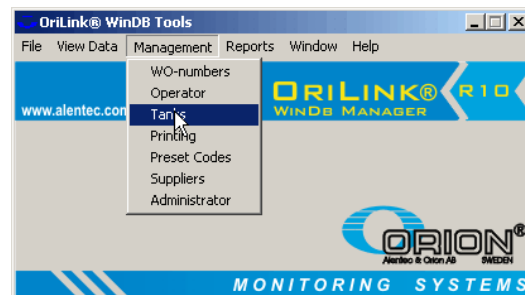 OriLink® WinDB Tools
File View Data Management Reports Window Help
WO-numbers
Operator
Tanks
Printing
Preset Codes
Suppliers
Administrator
www.alentec.com
ORILINK® R10
WINDB MANAGER
ORION®
Alentec & Orion AB SWEDEN
MONITORING SYSTEMS